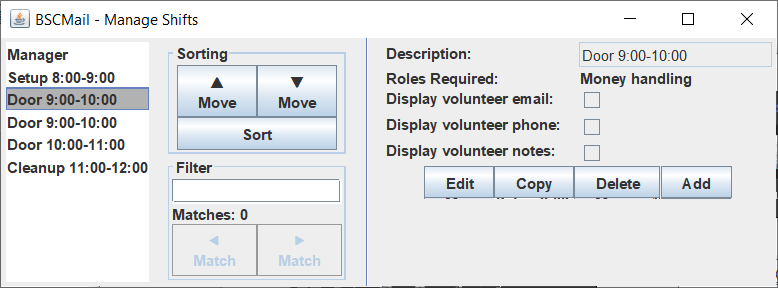 BSCMail - Manage Shifts
Manager
Setup 8:00-9:00
Door 9:00-10:00
Door 9:00-10:00
Door 10:00-11:00
Cleanup 11:00-12:00
Sorting
▲ ▼
Move Move
Sort
Filter
Matches: 0
◄ ►
Match Match
Description: Door 9:00-10:00
Roles Required: Money handling
Display volunteer email:
Display volunteer phone:
Display volunteer notes:
Edit Copy Delete Add